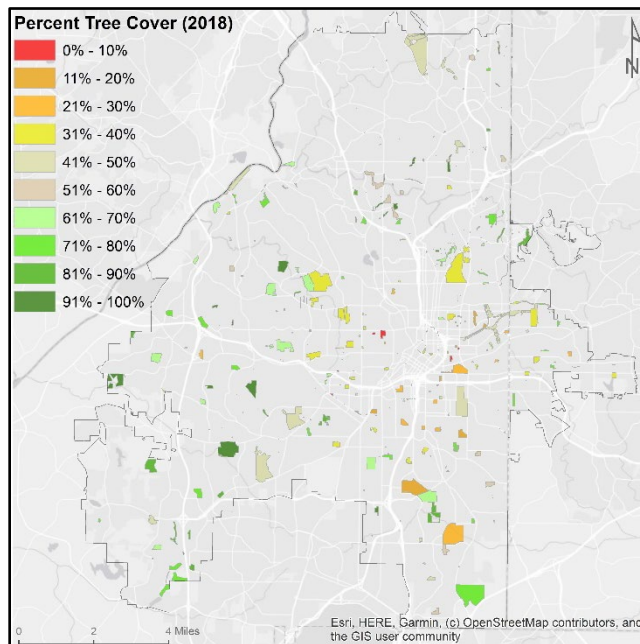 Percent Tree Cover (2018)
0% - 10%
11% - 20%
21% - 30%
31% - 40%
41% - 50%
51% - 60%
61% - 70%
71% - 80%
81% - 90%
91% - 100%
N
0 2 4 Miles
Esri, HERE, Garmin, (c) OpenStreetMap contributors, and
the GIS user community